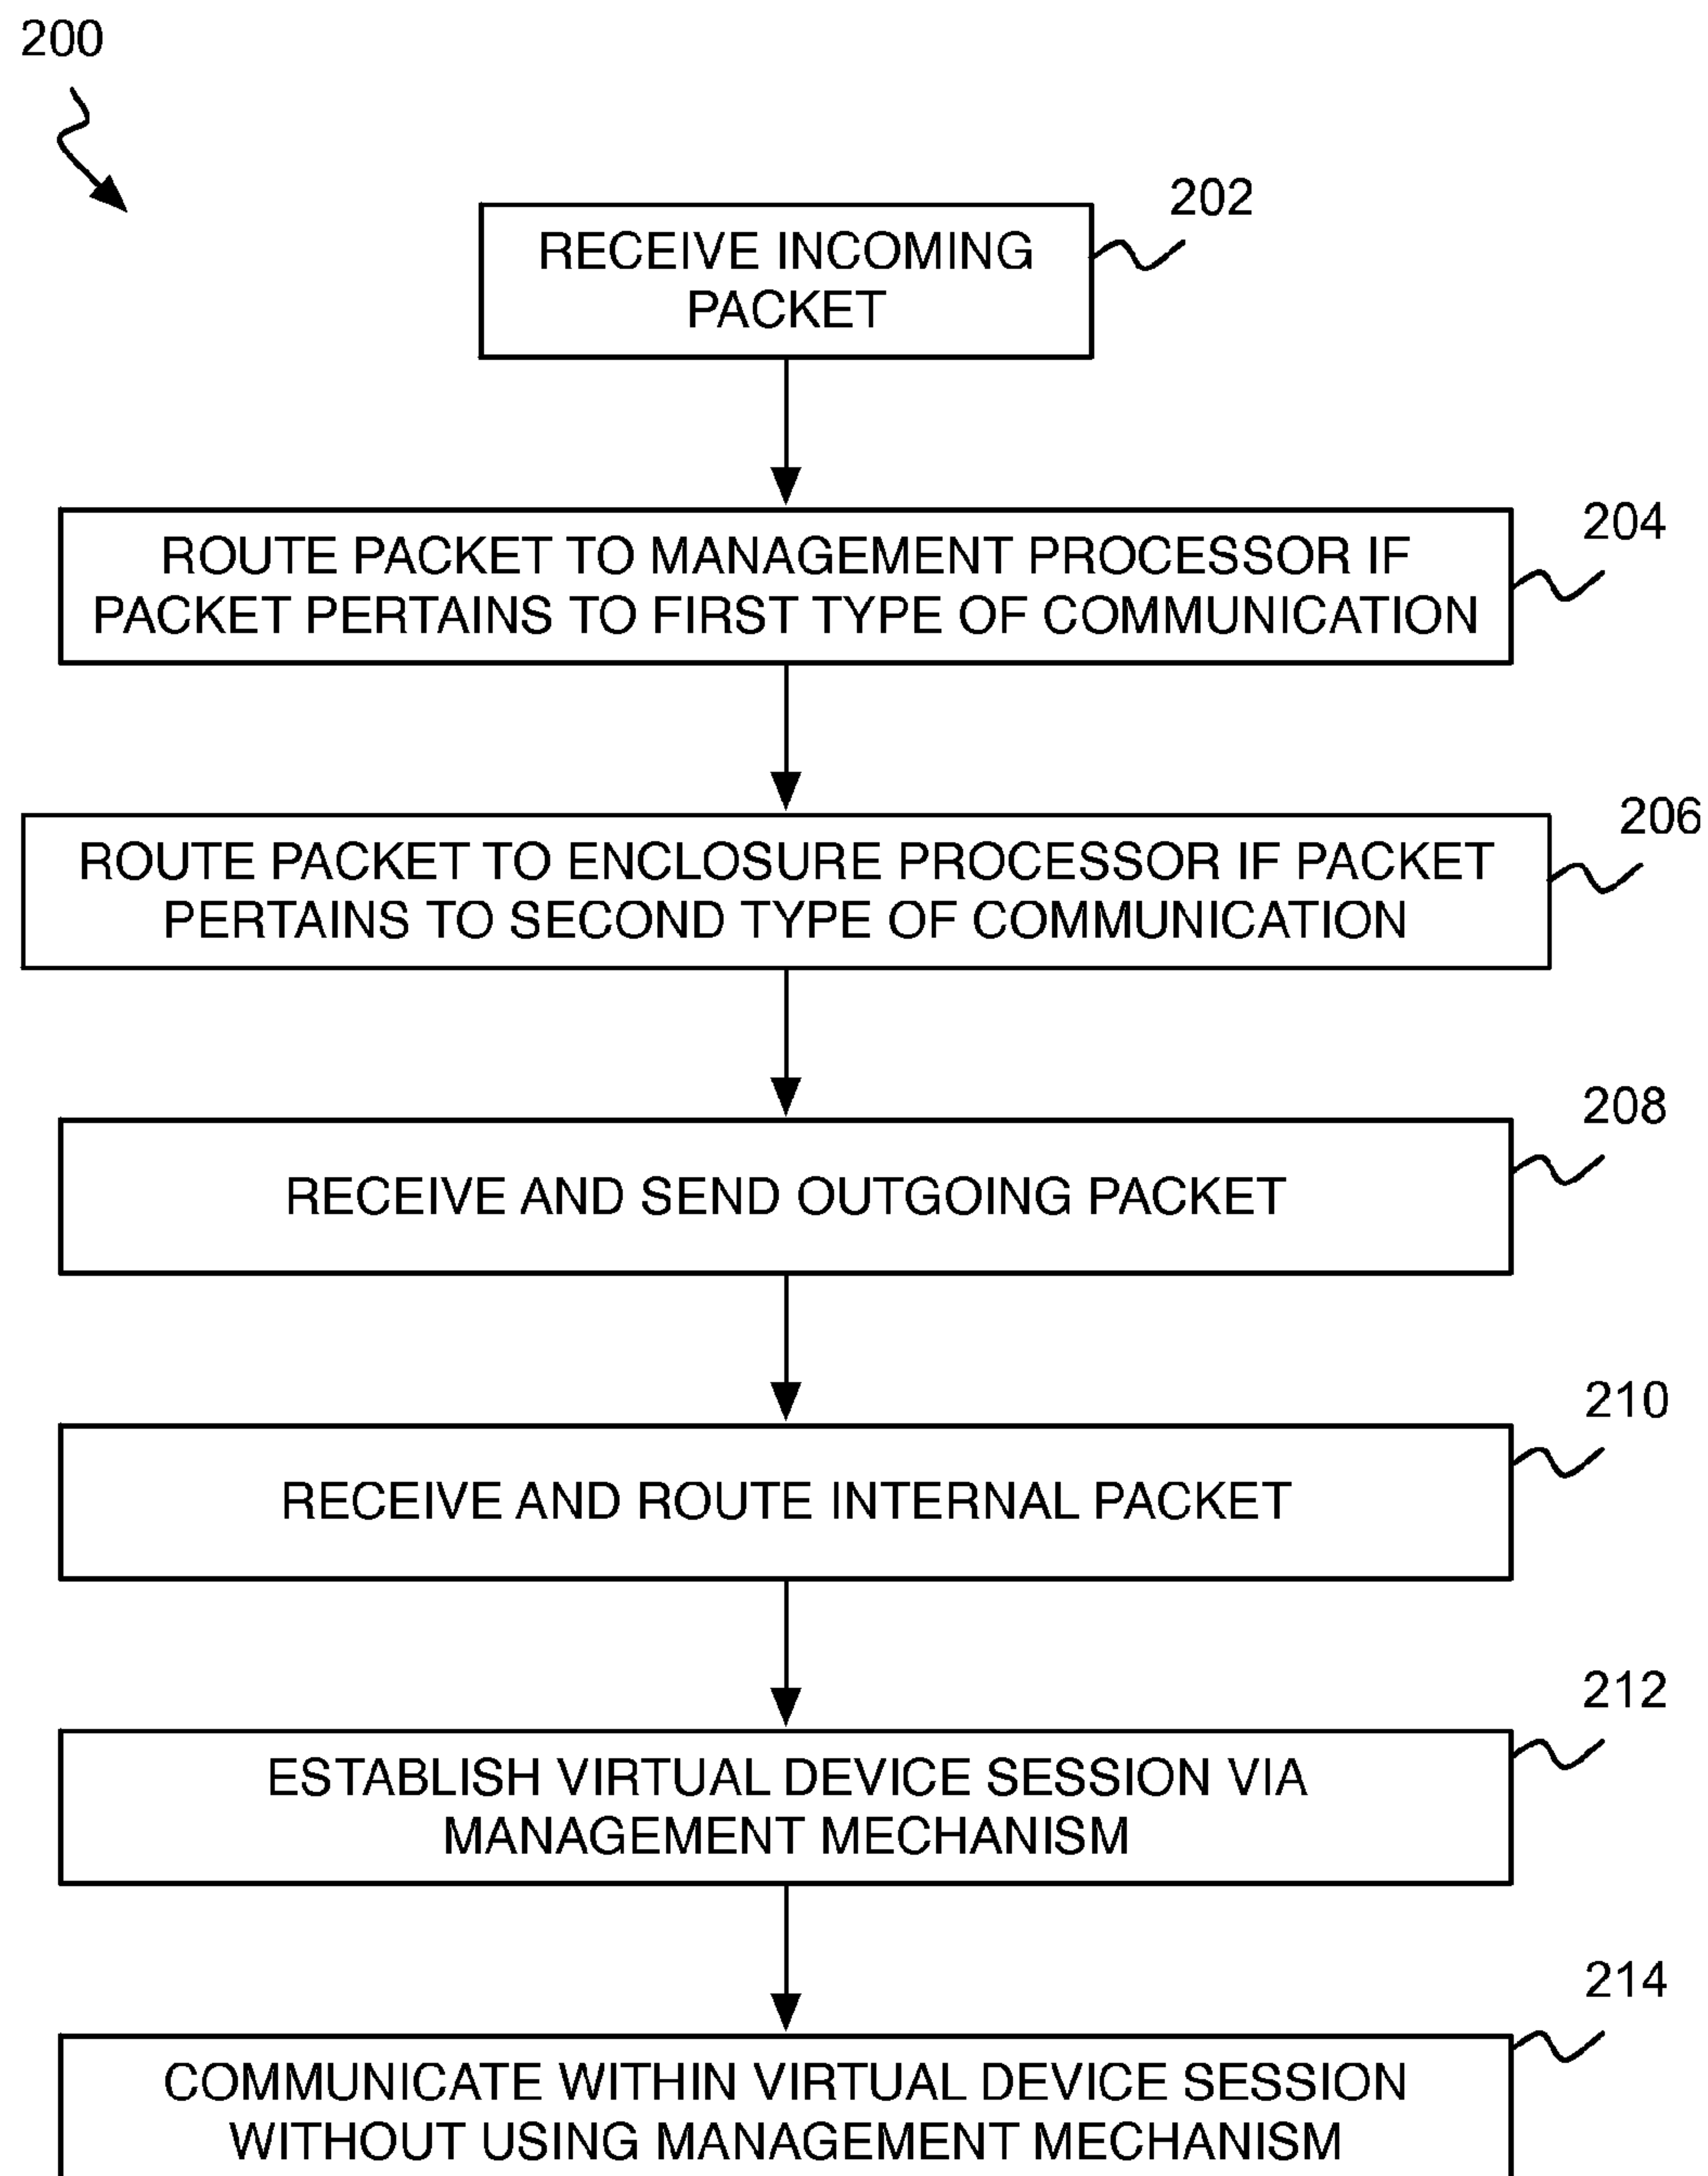 200
202
RECEIVE INCOMING
PACKET
204
ROUTE PACKET TO MANAGEMENT PROCESSOR IF
PACKET PERTAINS TO FIRST TYPE OF COMMUNICATION
206
ROUTE PACKET TO ENCLOSURE PROCESSOR IF PACKET
PERTAINS TO SECOND TYPE OF COMMUNICATION
208
RECEIVE AND SEND OUTGOING PACKET
210
RECEIVE AND ROUTE INTERNAL PACKET
212
ESTABLISH VIRTUAL DEVICE SESSION VIA
MANAGEMENT MECHANISM
214
COMMUNICATE WITHIN VIRTUAL DEVICE SESSION
WITHOUT USING MANAGEMENT MECHANISM